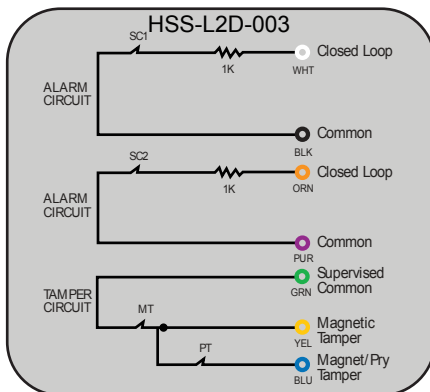 HSS-L2D-003
SC1
Closed Loop
1K
WHT
ALARM
CIRCUIT
Common
BLK
SC2
Closed Loop
1K
ORN
ALARM
CIRCUIT
Common
PUR
Supervised
Common
GRN
TAMPER
CIRCUIT
MT
Magnetic
Tamper
YEL
PT
Magnet/Pry
Tamper
BLU